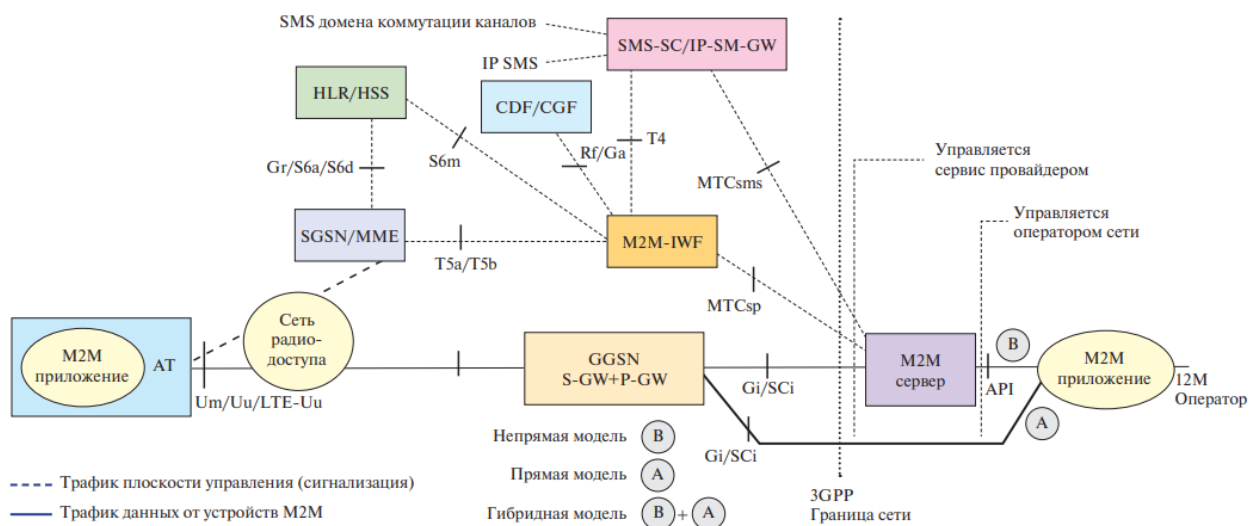 SMS домена коммутации каналов
SMS-SC/IP-SM-GW
IP SMS
HLR/HSS
CDF/CGF
Gr/S6a/S6d
S6m
Rf/Ga
T4
MTCsms
Управляется
сервис провайдером
SGSN/MME
T5a/T5b
M2M-IWF
Управляется
оператором сети
MTCsp
M2M
приложение
AT
Сеть
радио-
доступа
Um/Uu/LTE-Uu
GGSN
S-GW+P-GW
Gi/SCi
M2M
сервер
B
API
M2M
приложение
12M
Оператор
A
Gi/SCi
Непрямая модель B
Прямая модель A
Гибридная модель B + A
Трафик плоскости управления (сигнализация)
Трафик данных от устройств M2M
3GPP
Граница сети